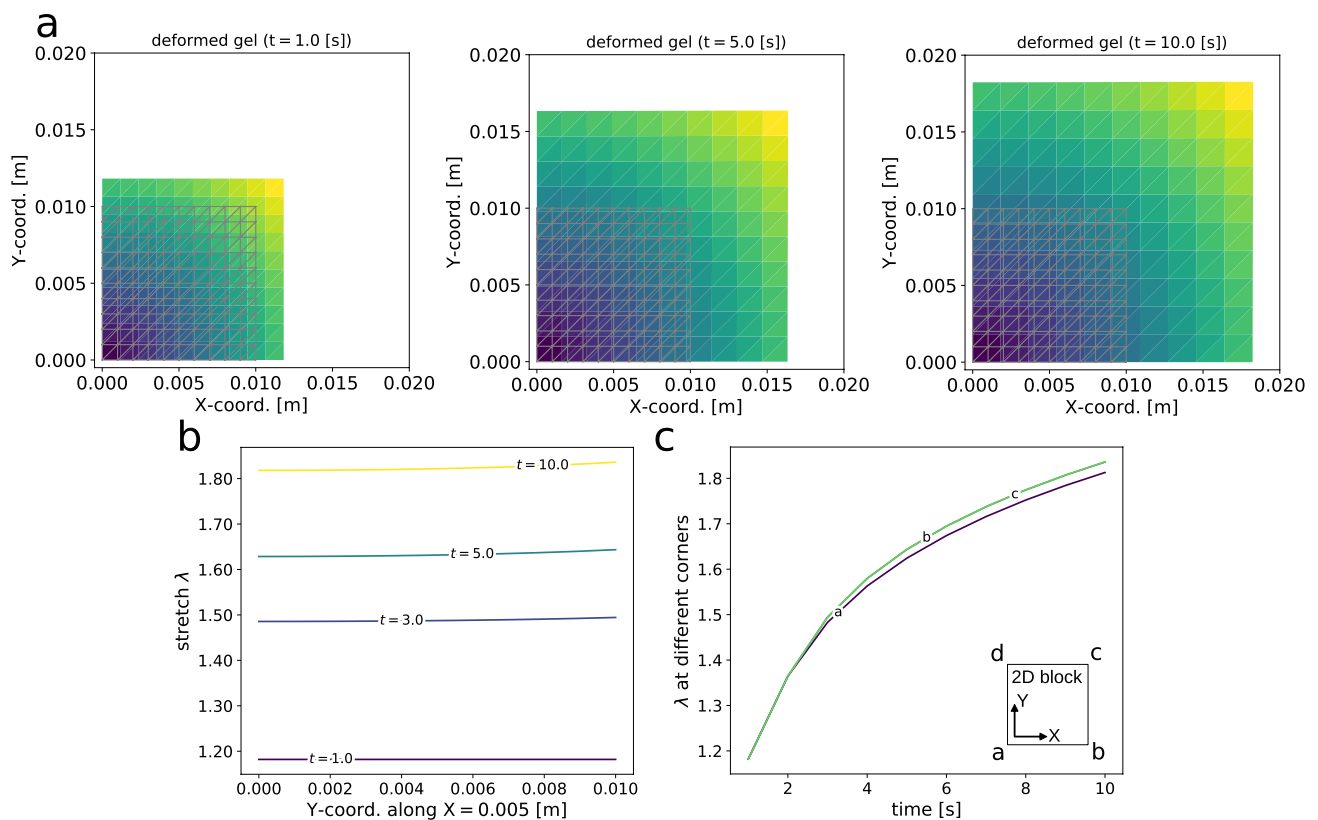 a
deformed gel (t = 1.0 [s])
0.020
0.015
0.010
0.005
0.000
Y-coord. [m]
0.000 0.005 0.010 0.015 0.020
X-coord. [m]
deformed gel (t = 5.0 [s])
0.020
0.015
0.010
0.005
0.000
Y-coord. [m]
0.000 0.005 0.010 0.015 0.020
X-coord. [m]
deformed gel (t = 10.0 [s])
0.020
0.015
0.010
0.005
0.000
Y-coord. [m]
0.000 0.005 0.010 0.015 0.020
X-coord. [m]
b
1.80
1.70
1.60
1.50
1.40
1.30
1.20
stretch λ
t = 10.0
t = 5.0
t = 3.0
t = 1.0
0.000 0.002 0.004 0.006 0.008 0.010
Y-coord. along X = 0.005 [m]
c
1.8
1.7
1.6
1.5
1.4
1.3
1.2
λ at different corners
c
b
a
d c
2D block
Y
X
a b
2 4 6 8 10
time [s]